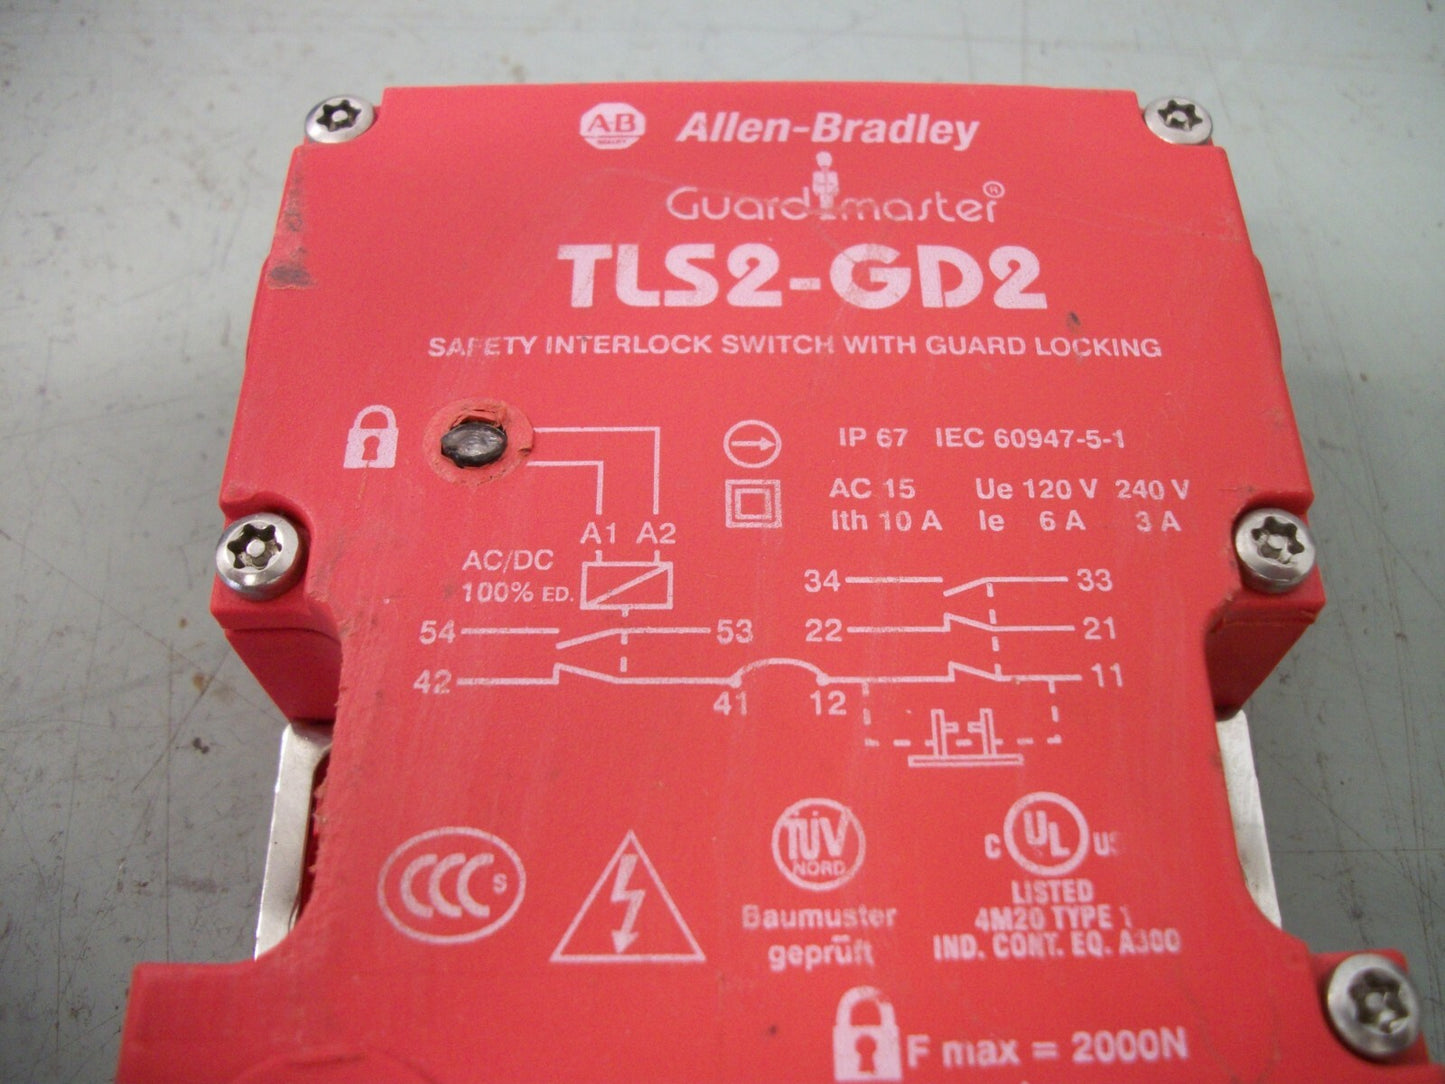 AB Allen-Bradley
Guardmaster®
TLS2-GD2
SAFETY INTERLOCK SWITCH WITH GUARD LOCKING
IP 67 IEC 60947-5-1
AC 15 Ue 120 V 240 V
Ith 10 A Ie 6 A 3 A
A1 A2
AC/DC
100% ED.
34 33
54 53 22 21
42 41 12 11
CCC S
TÜV
NORD
Baumuster
geprüft
C UL US
LISTED
4M20 TYPE 1
IND. CONT. EQ. A300
F max = 2000N